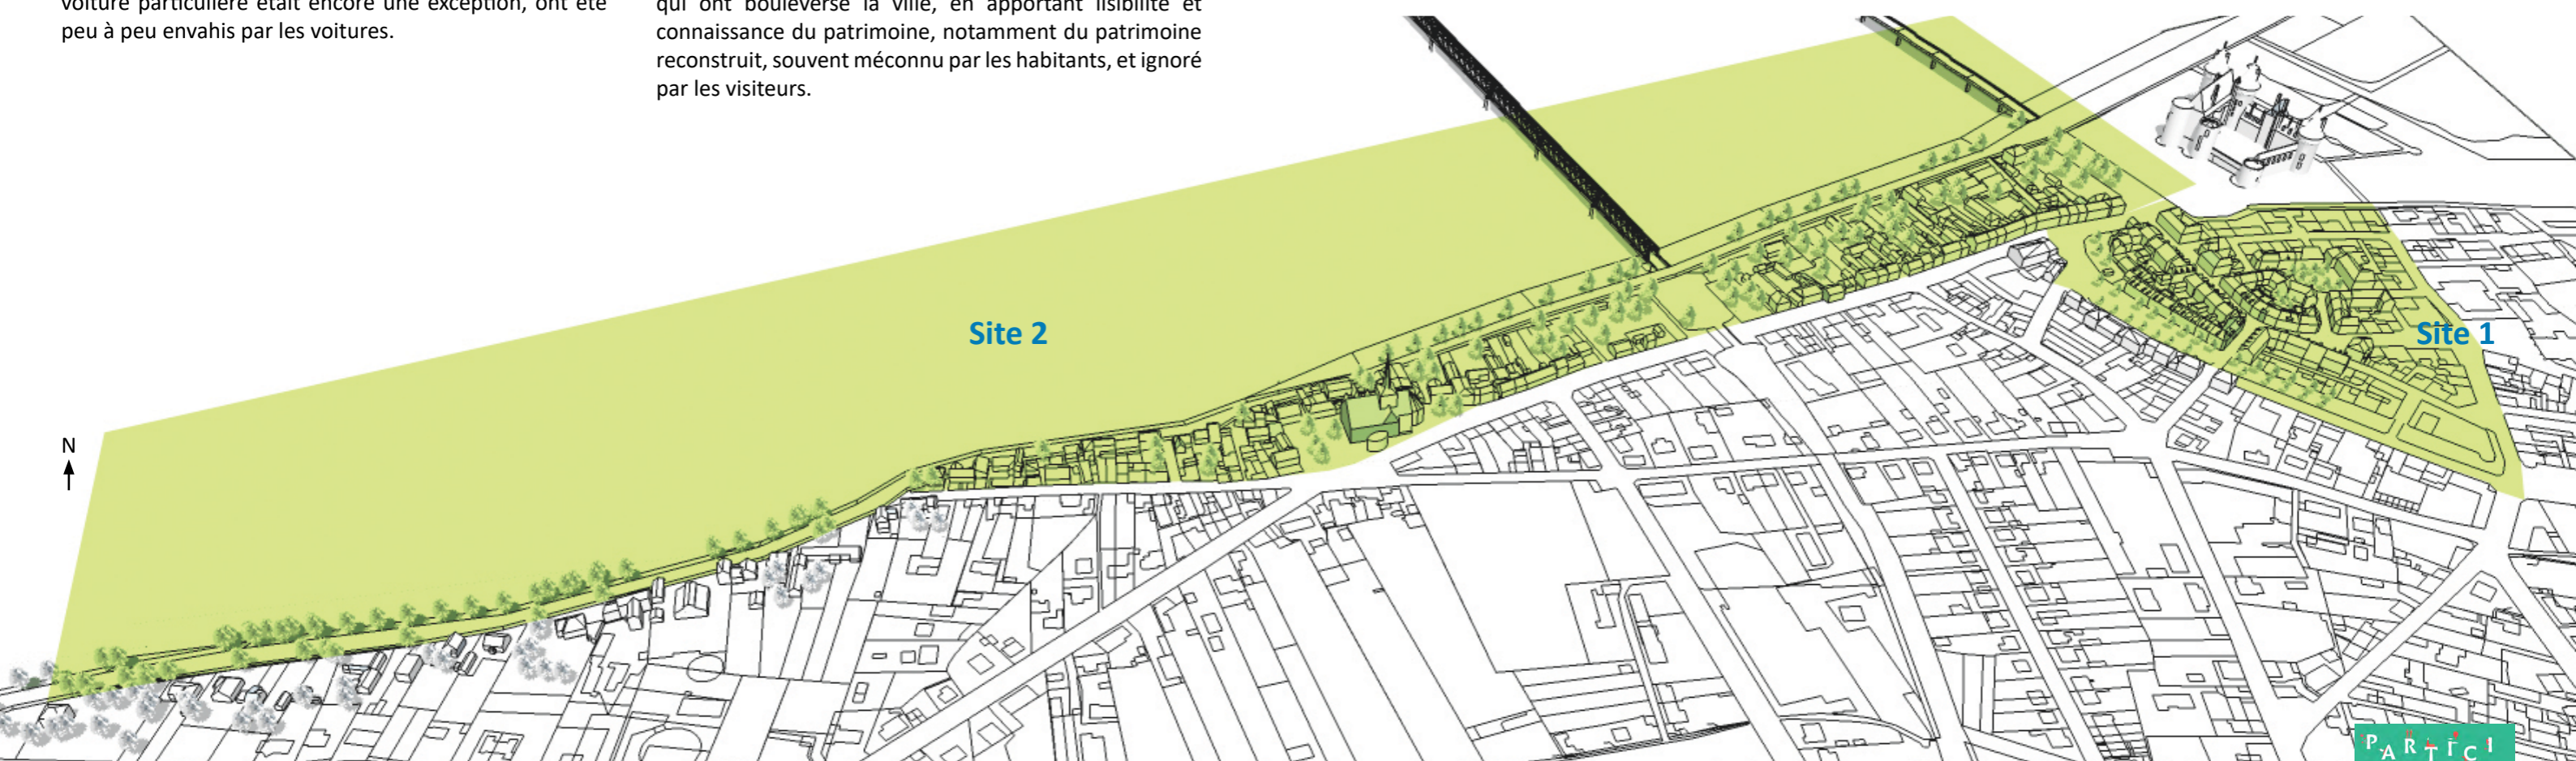 voiture particulière était encore une exception, ont été
peu à peu envahis par les voitures.
qui ont bouleversé la ville, en apportant lisibilité et
connaissance du patrimoine, notamment du patrimoine
reconstruit, souvent méconnu par les habitants, et ignoré
par les visiteurs.
Site 2
Site 1
N
PARTICI